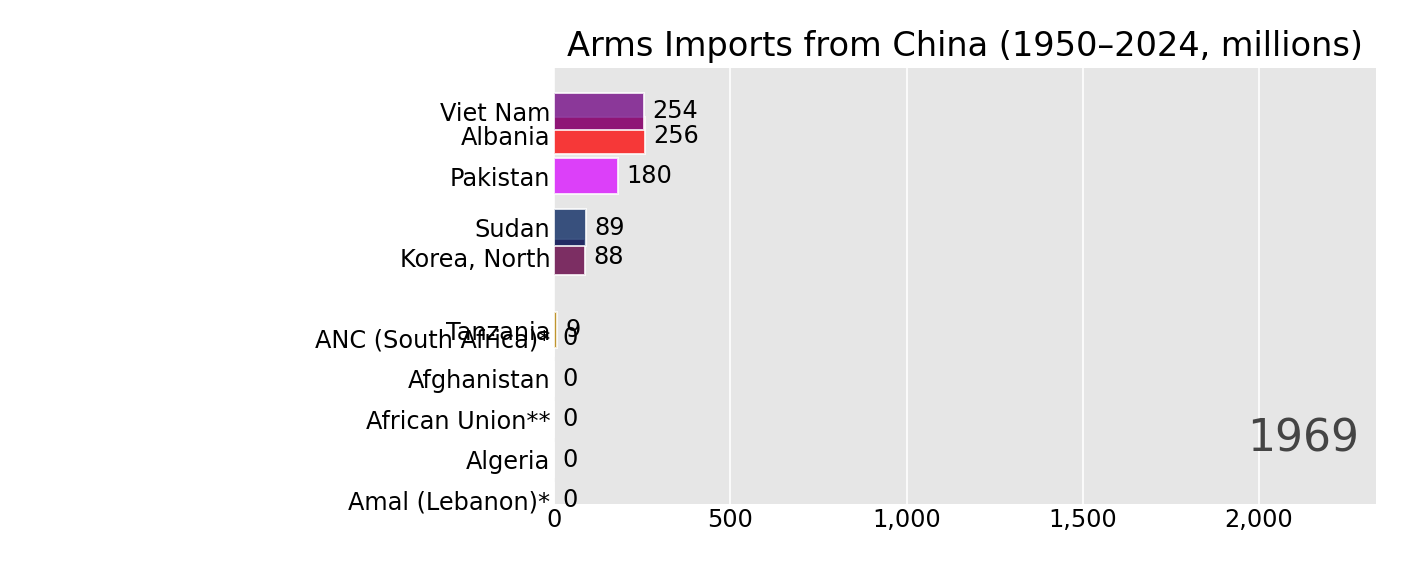 Arms Imports from China (1950–2024, millions)
Viet Nam 254
Albania 256
Pakistan 180
Sudan 89
Korea, North 88
Tanzania 9
ANC (South Africa)* 0
Afghanistan 0
African Union** 0
1969
Algeria 0
Amal (Lebanon)* 0
0 500 1,000 1,500 2,000